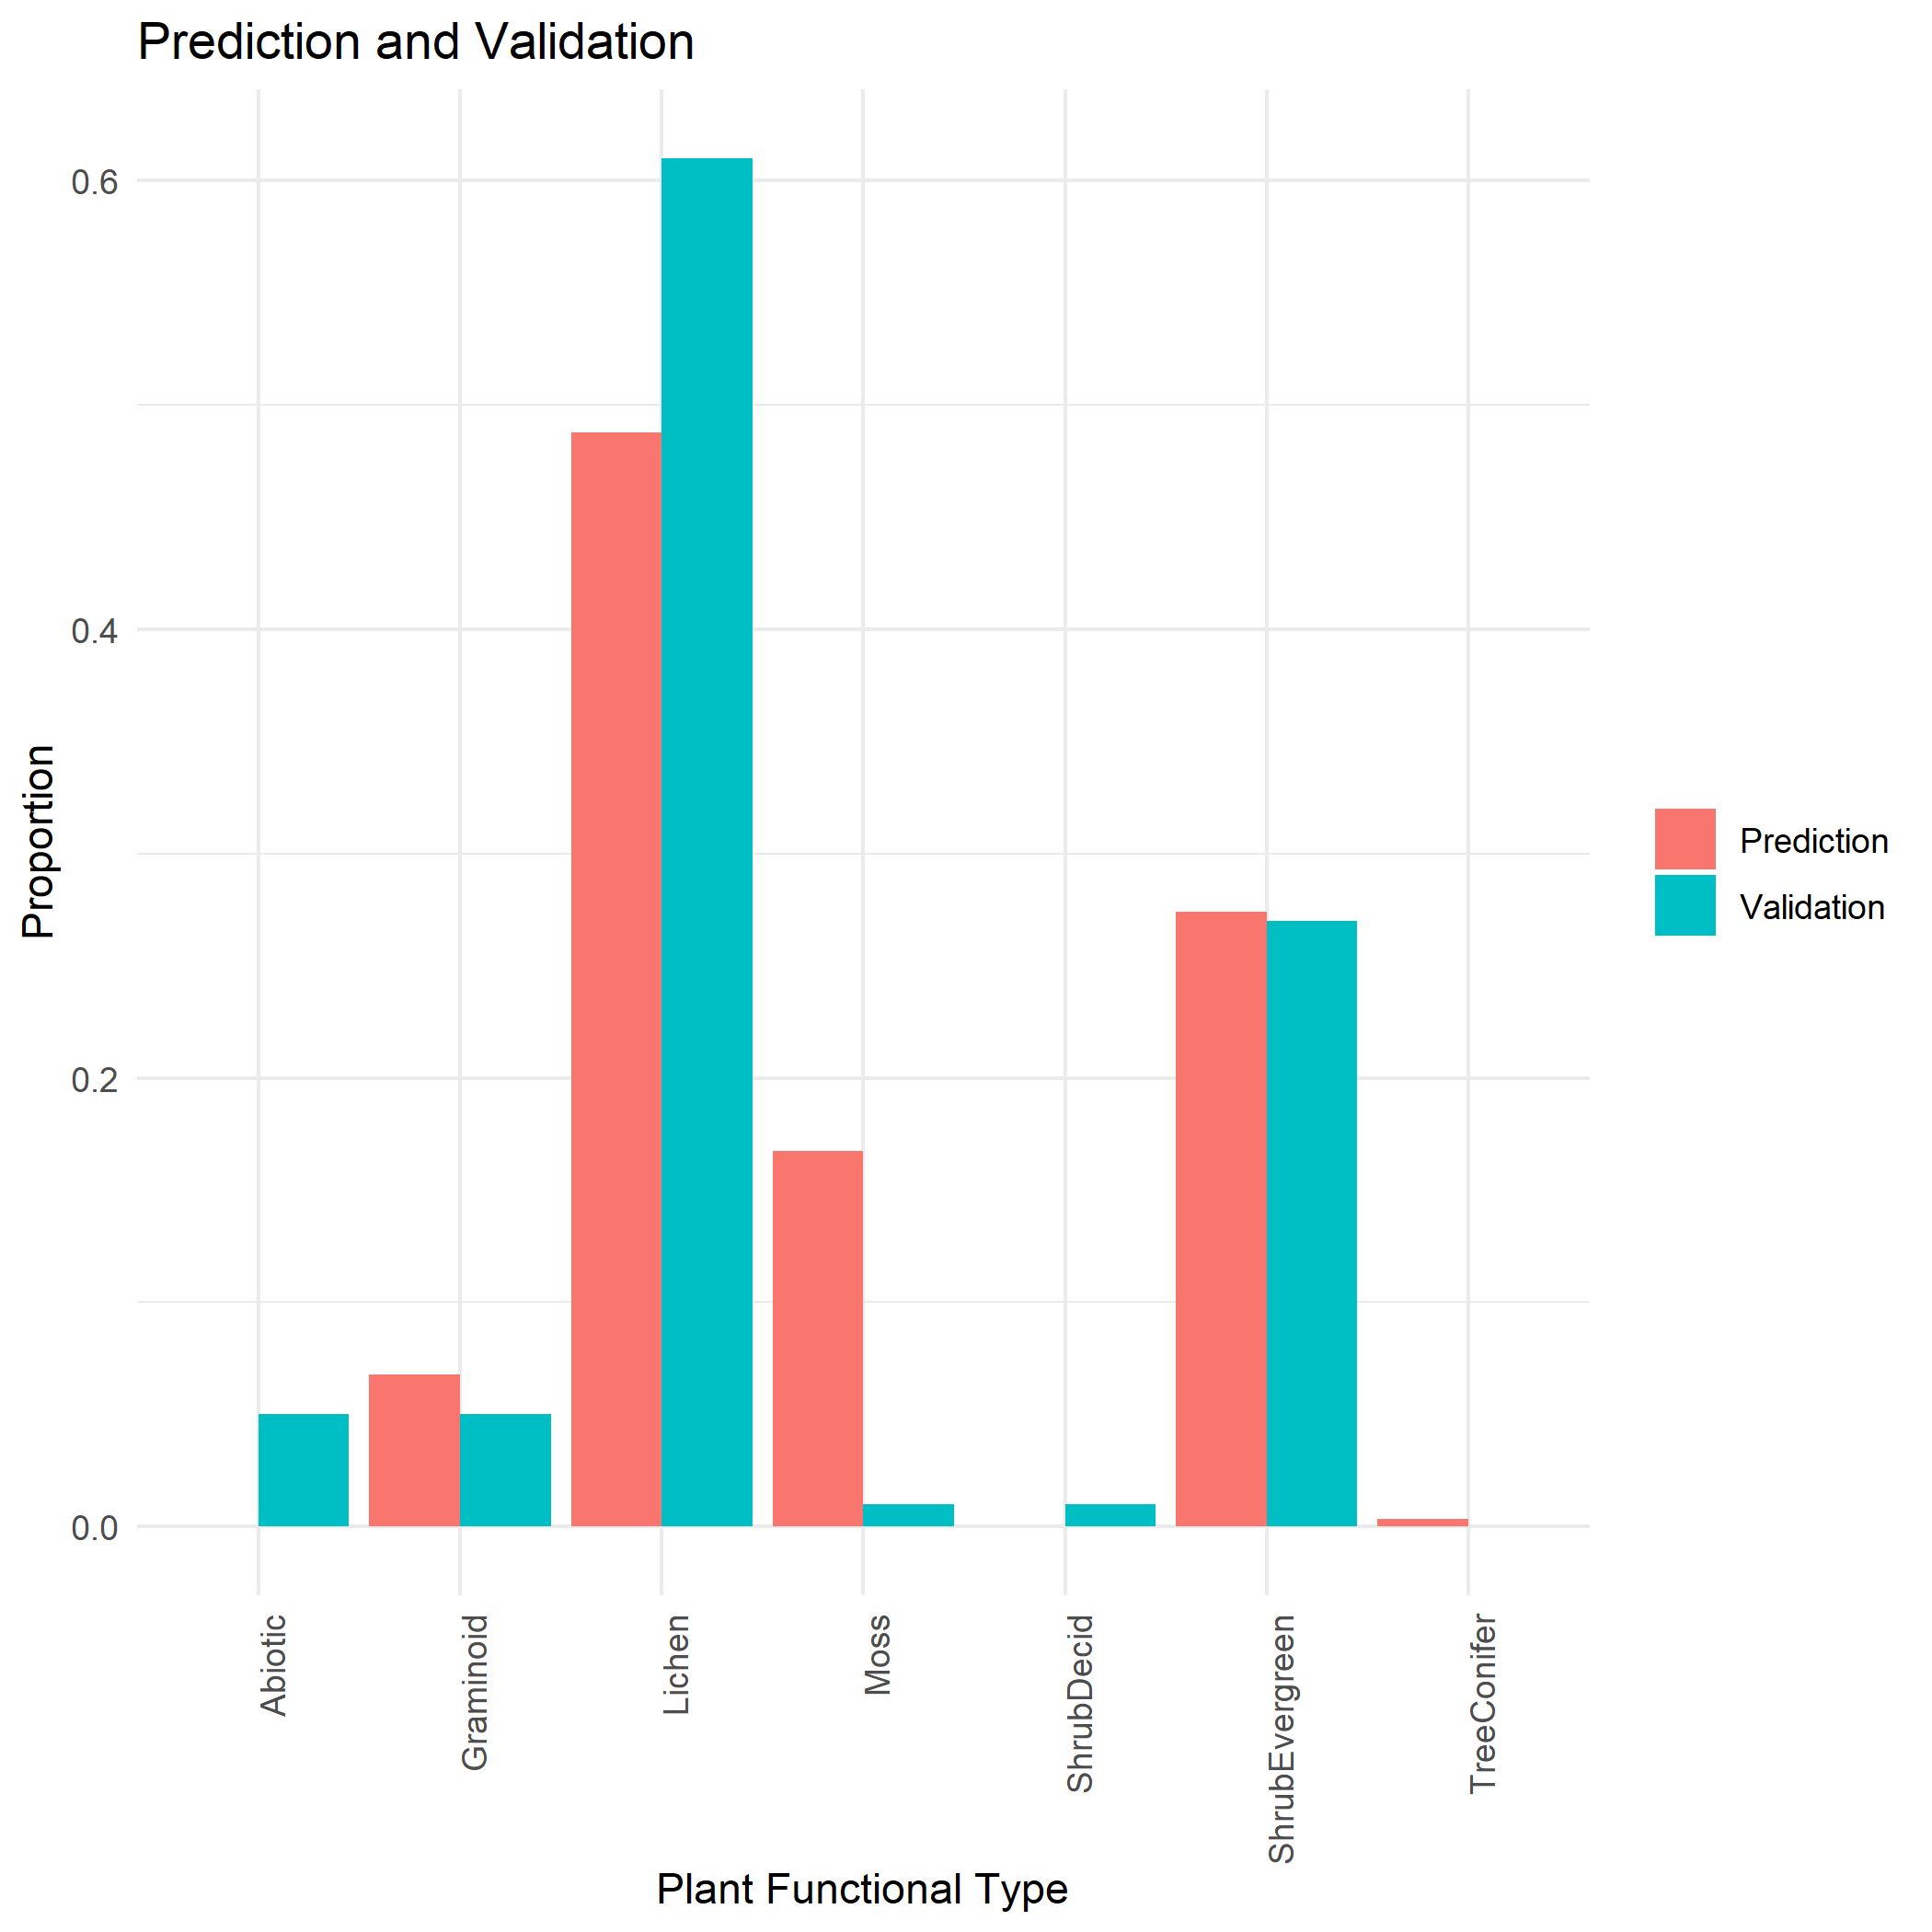 Prediction and Validation
0.6
0.4
0.2
0.0
Proportion
Abiotic
Graminoid
Lichen
Moss
ShrubDecid
ShrubEvergreen
TreeConifer
Plant Functional Type
Prediction
Validation